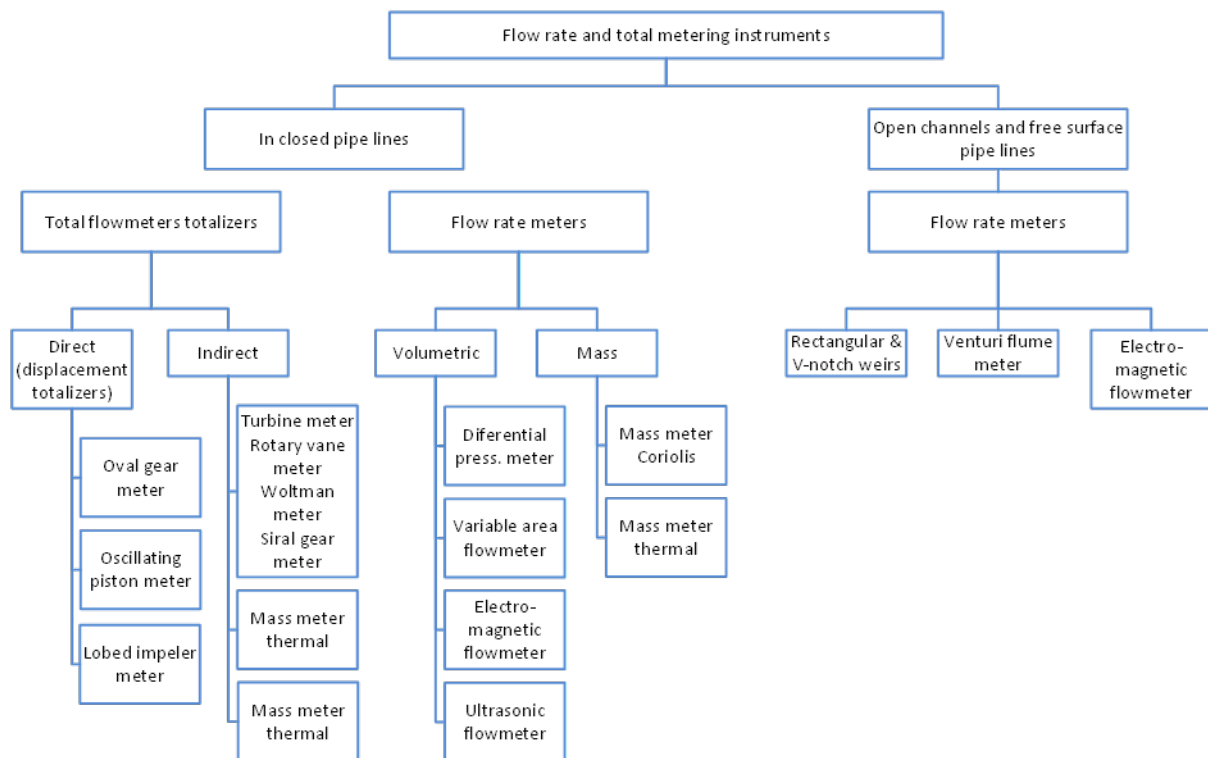 Flow rate and total metering instruments
In closed pipe lines
Open channels and free surface
pipe lines
Total flowmeters totalizers
Flow rate meters
Flow rate meters
Direct
(displacement
totalizers)
Indirect
Volumetric
Mass
Rectangular &
V-notch weirs
Venturi flume
meter
Electro-
magnetic
flowmeter
Oval gear
meter
Oscillating
piston meter
Lobed impeler
meter
Turbine meter
Rotary vane
meter
Woltman
meter
Siral gear
meter
Mass meter
thermal
Mass meter
thermal
Diferential
press. meter
Variable area
flowmeter
Electro-
magnetic
flowmeter
Ultrasonic
flowmeter
Mass meter
Coriolis
Mass meter
thermal